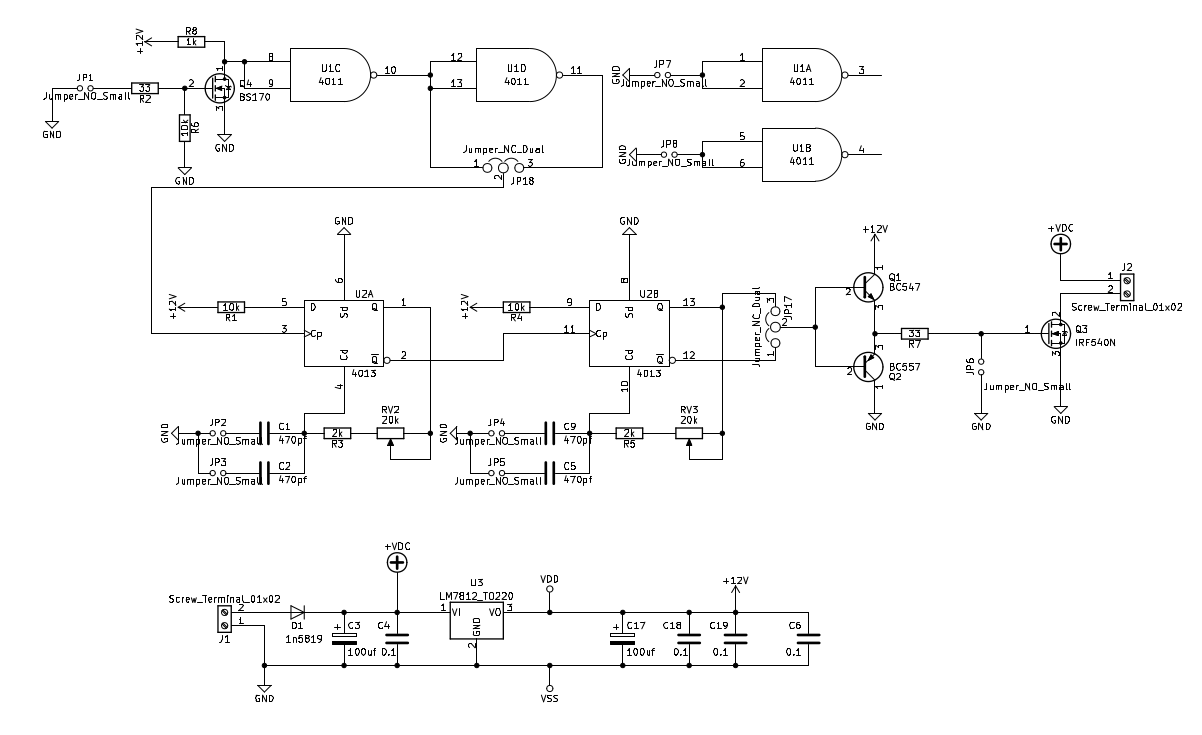 R8
1k
+12V
JP1
Jumper_NO_Small
33
R2
GND
2
1
3
Q4
BS170
10k
R6
GND
GND
8
9
U1C
4011
10
12
13
U1D
4011
11
Jumper_NC_Dual
1
2
3
JP18
GND
JP7
Jumper_NO_Small
1
2
U1A
4011
3
GND
JP8
Jumper_NO_Small
5
6
U1B
4011
4
GND
6
U2A
+12V
10k
R1
5
3
D
Cp
Sd
Cd
Q
Q
1
2
4013
4
GND
8
U2B
+12V
10k
R4
9
11
D
Cp
Sd
Cd
Q
Q
13
12
4013
10
Jumper_NC_Dual
3
2
1
JP17
+12V
1
2
3
Q1
BC547
3
2
1
BC557
Q2
GND
33
R7
JP6
Jumper_NO_Small
GND
1
2
3
Q3
IRF540N
GND
+VDC
1
2
J2
Screw_Terminal_01x02
GND
JP2
Jumper_NO_Small
C1
470pf
JP3
Jumper_NO_Small
C2
470pf
2k
R3
RV2
20k
GND
JP4
Jumper_NO_Small
C9
470pf
JP5
Jumper_NO_Small
C5
470pf
2k
R5
RV3
20k
Screw_Terminal_01x02
2
1
J1
GND
D1
1n5819
+VDC
+
C3
100uf
C4
0.1
U3
LM7812_TO220
1
VI
VO
3
GND
2
VDD
VSS
+
C17
100uf
C18
0.1
+12V
C19
0.1
C6
0.1